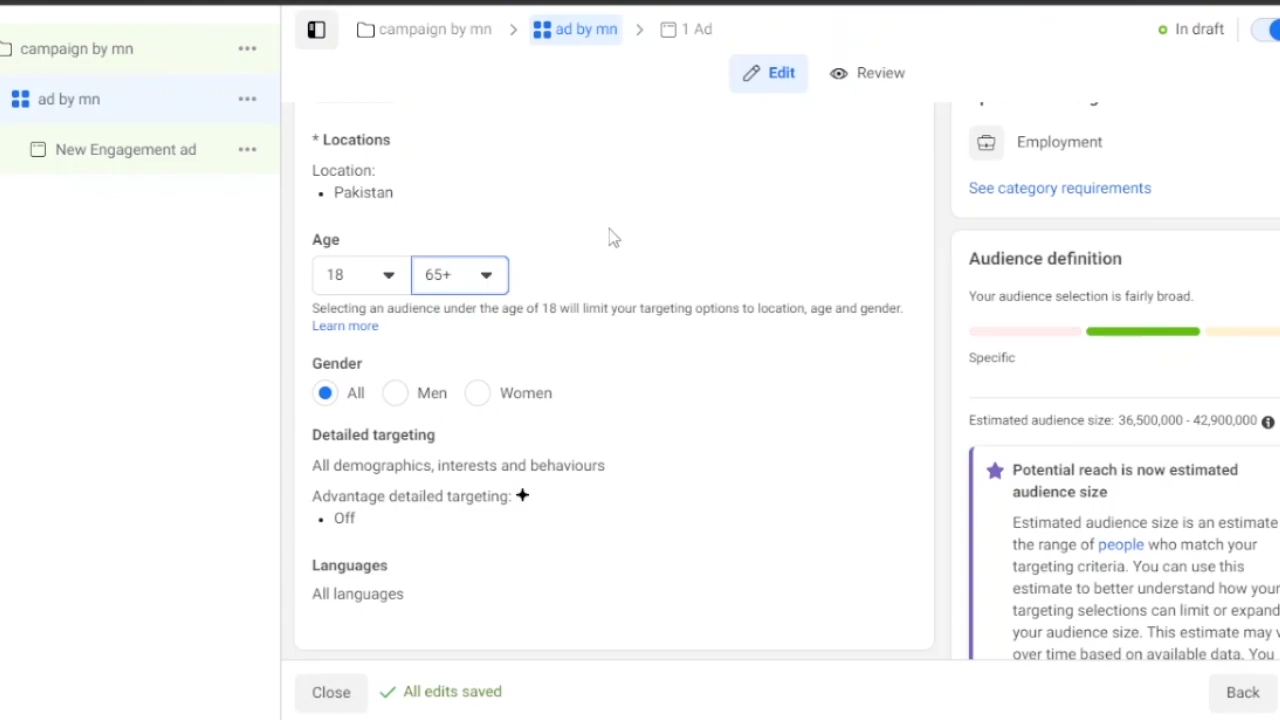 campaign by mn
ad by mn
New Engagement ad
campaign by mn
ad by mn
1 Ad
In draft
Edit
Review
* Locations
Location:
• Pakistan
Age
18
65+
Selecting an audience under the age of 18 will limit your targeting options to location, age and gender.
Learn more
Gender
All
Men
Women
Detailed targeting
All demographics, interests and behaviours
Advantage detailed targeting:
• Off
Languages
All languages
Close
All edits saved
Back
Employment
See category requirements
Audience definition
Your audience selection is fairly broad.
Specific
Estimated audience size: 36,500,000 - 42,900,000
Potential reach is now estimated
audience size
Estimated audience size is an estimate
the range of people who match your
targeting criteria. You can use this
estimate to better understand how your
targeting selections can limit or expand
your audience size. This estimate may
over time based on available data. You